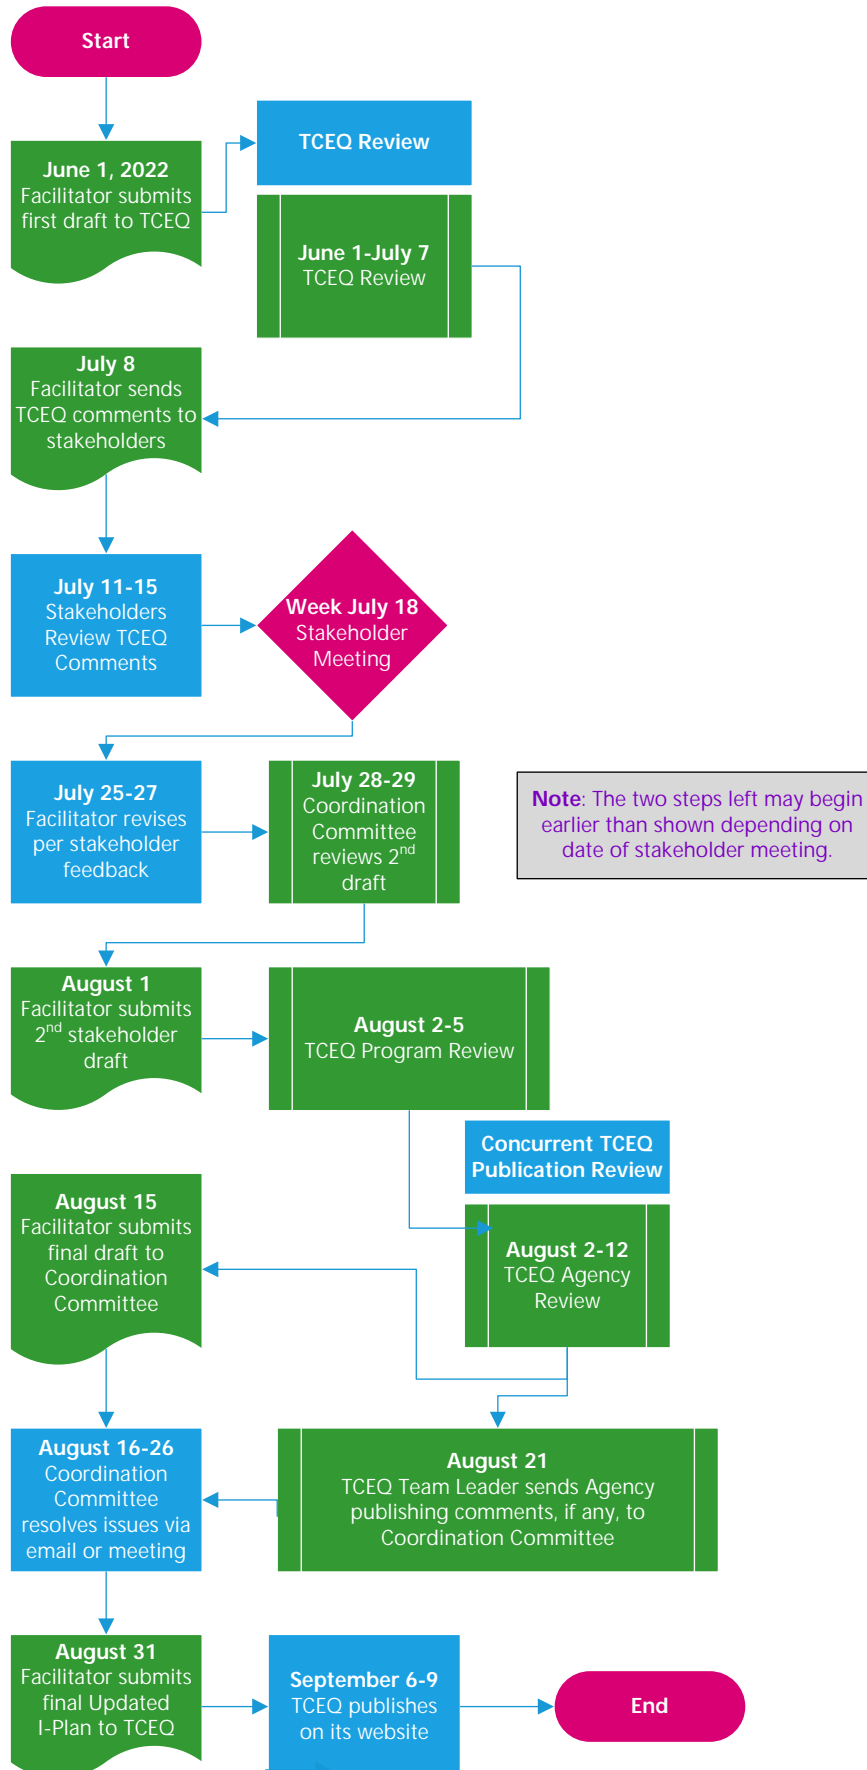 Start
June 1, 2022
Facilitator submits
first draft to TCEQ
TCEQ Review
June 1-July 7
TCEQ Review
July 8
Facilitator sends
TCEQ comments to
stakeholders
July 11-15
Stakeholders
Review TCEQ
Comments
Week July 18
Stakeholder
Meeting
July 25-27
Facilitator revises
per stakeholder
feedback
July 28-29
Coordination
Committee
reviews 2nd
draft
Note: The two steps left may begin
earlier than shown depending on
date of stakeholder meeting.
August 1
Facilitator submits
2nd stakeholder
draft
August 2-5
TCEQ Program Review
Concurrent TCEQ
Publication Review
August 2-12
TCEQ Agency
Review
August 15
Facilitator submits
final draft to
Coordination
Committee
August 16-26
Coordination
Committee
resolves issues via
email or meeting
August 21
TCEQ Team Leader sends Agency
publishing comments, if any, to
Coordination Committee
August 31
Facilitator submits
final Updated
I-Plan to TCEQ
September 6-9
TCEQ publishes
on its website
End